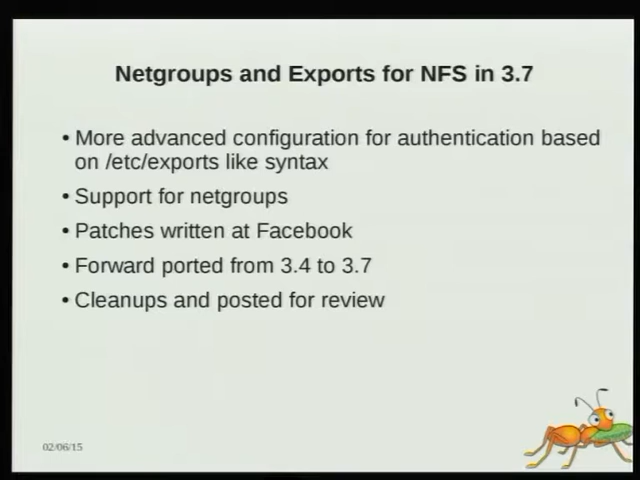 Netgroups and Exports for NFS in 3.7
• More advanced configuration for authentication based
on /etc/exports like syntax
• Support for netgroups
• Patches written at Facebook
• Forward ported from 3.4 to 3.7
• Cleanups and posted for review
02/06/15